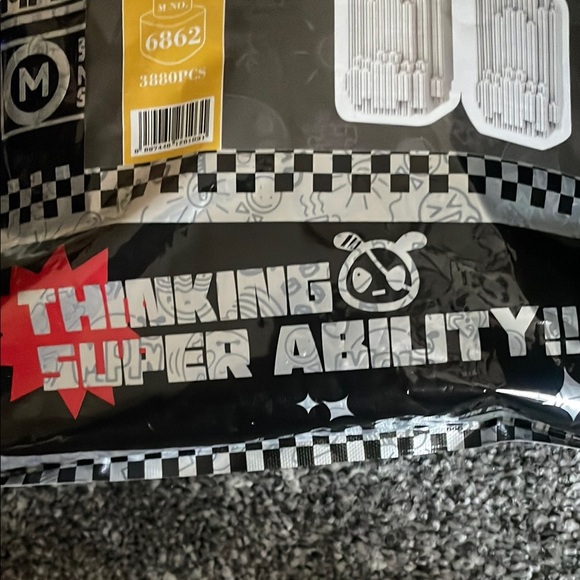 M
M NO.
6862
3880PCS
THINKING
SUPER ABILITY!!